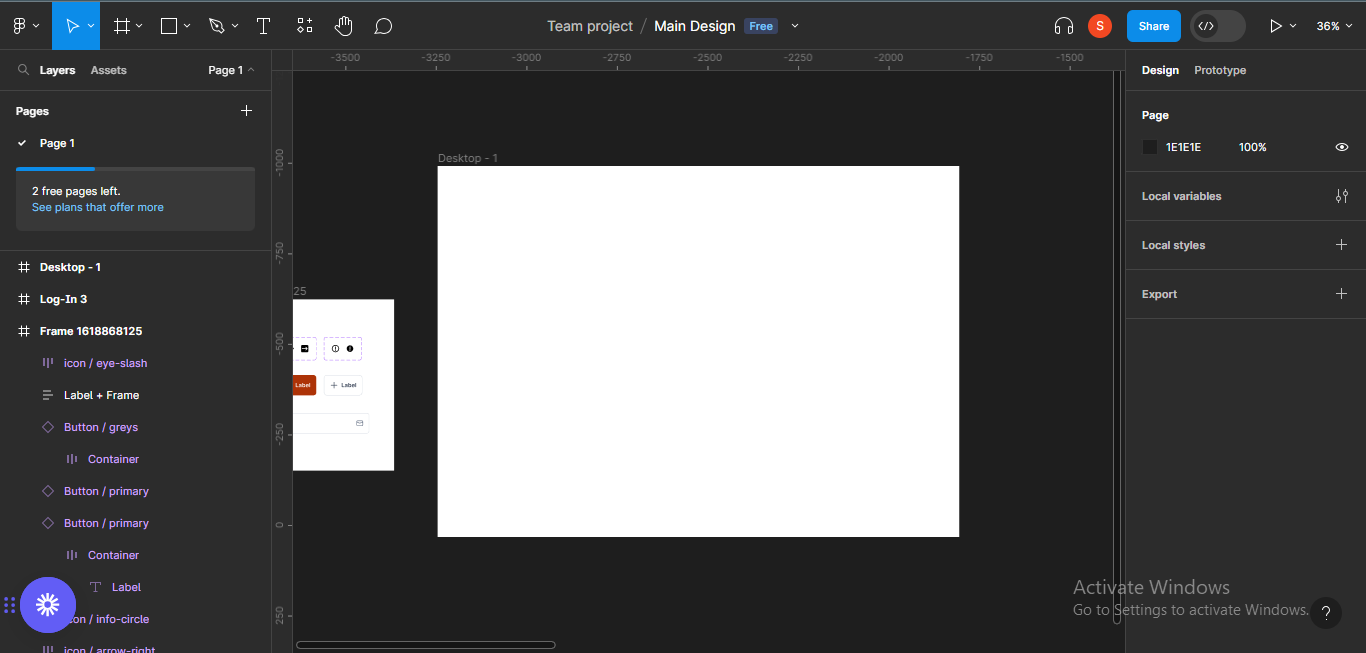 Team project / Main Design Free
S
Share
36%
Layers Assets Page 1
Pages
Page 1
2 free pages left.
See plans that offer more
Desktop - 1
Log-In 3
Frame 1618868125
icon / eye-slash
Label + Frame
Button / greys
Container
Button / primary
Button / primary
Container
Label
con / info-circle
icon / arrow-right
-3500 -3250 -3000 -2750 -2500 -2250 -2000 -1750 -1500
-1000
-750
-500
-250
0
250
Desktop - 1
25
Label
Label
Design Prototype
Page
1E1E1E 100%
Local variables
Local styles
Export
Activate Windows
Go to Settings to activate Windows.
?